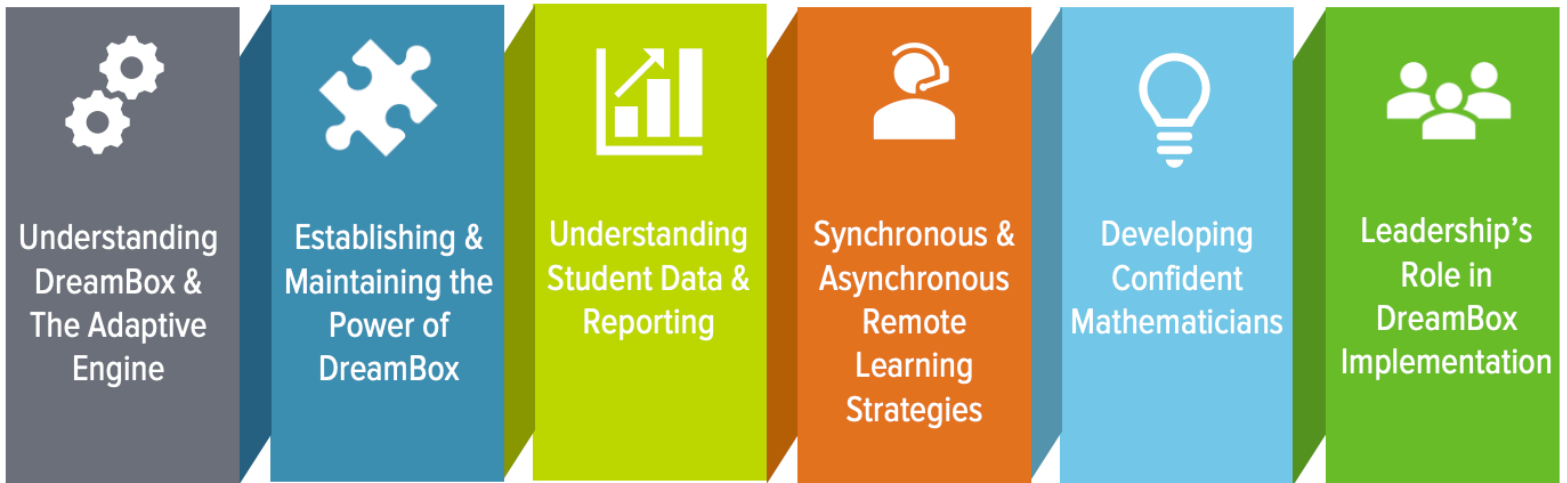 Understanding
DreamBox &
The Adaptive
Engine
Establishing &
Maintaining the
Power of
DreamBox
Understanding
Student Data &
Reporting
Synchronous &
Asynchronous
Remote
Learning
Strategies
Developing
Confident
Mathematicians
Leadership’s
Role in
DreamBox
Implementation